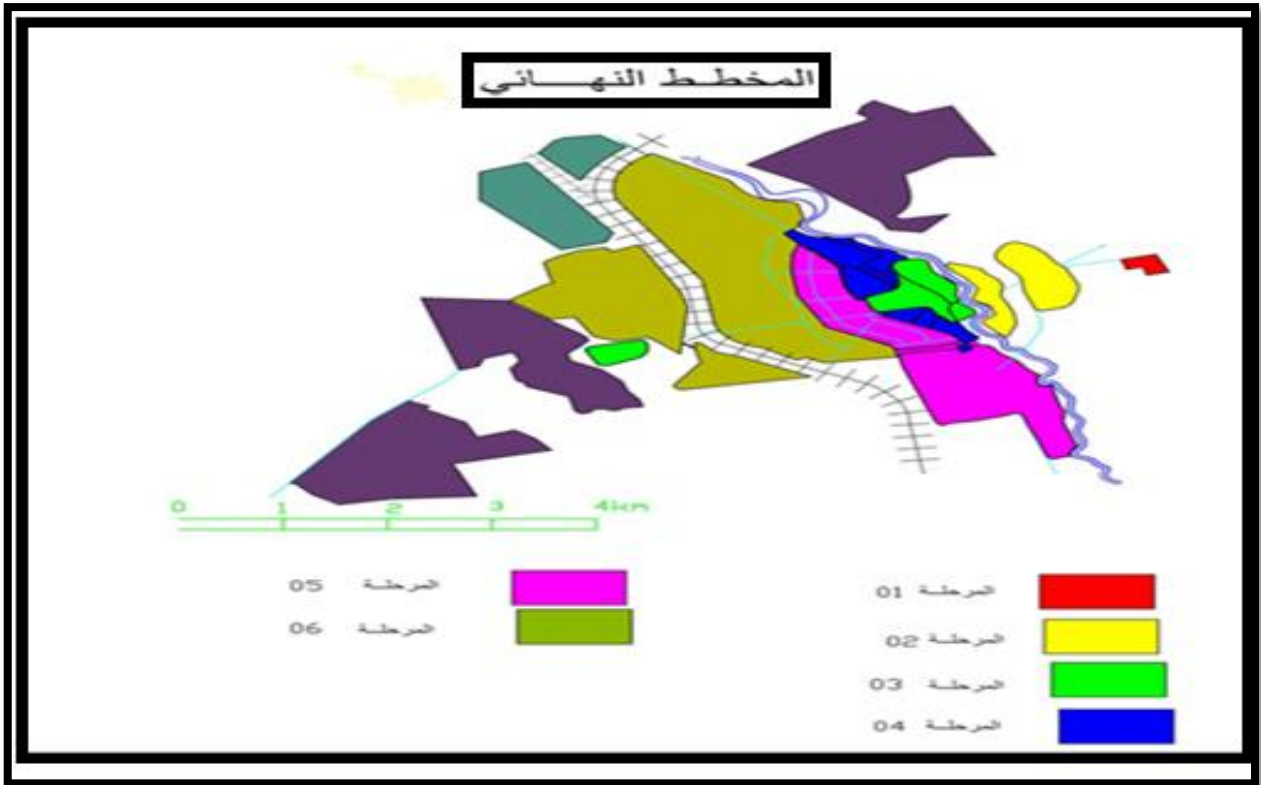 المخطط النهائي
0 1 2 3 4km
المرحلة 01
المرحلة 02
المرحلة 03
المرحلة 04
المرحلة 05
المرحلة 06